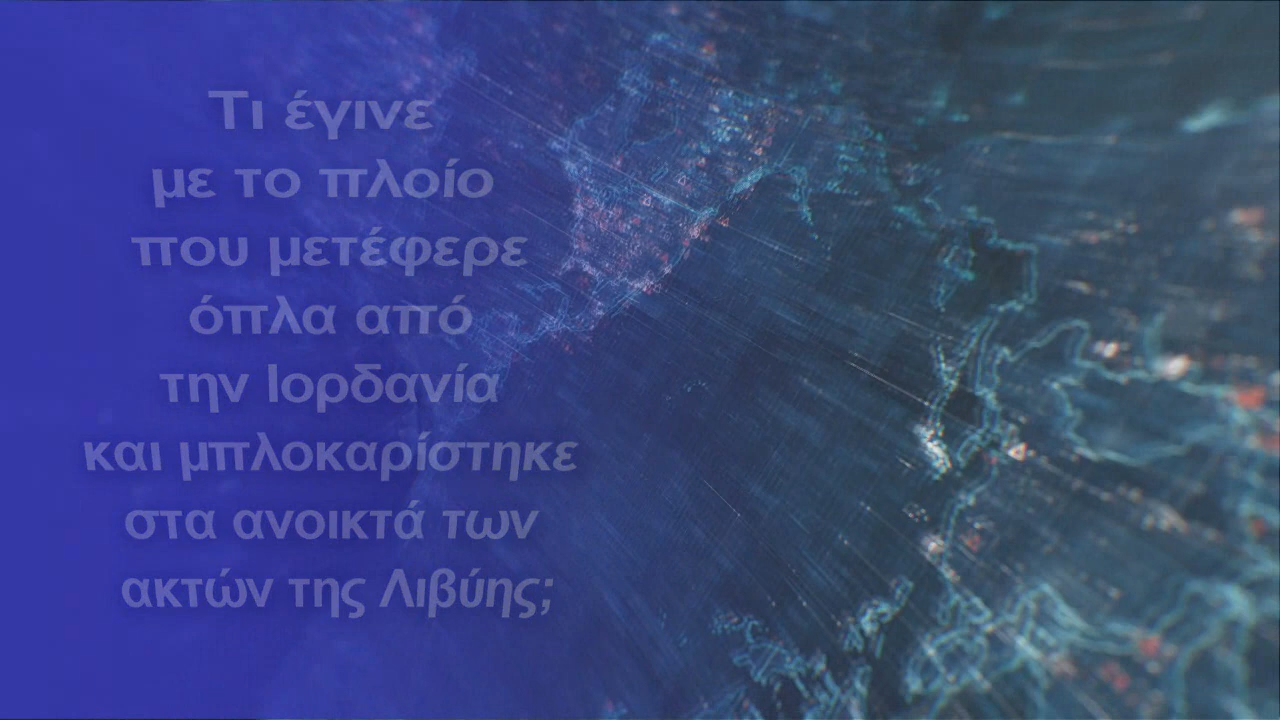 Τι έγινε
με το πλοίο
που μετέφερε
όπλα από
την Ιορδανία
και μπλοκαρίστηκε
στα ανοικτά των
ακτών της Λιβύης;